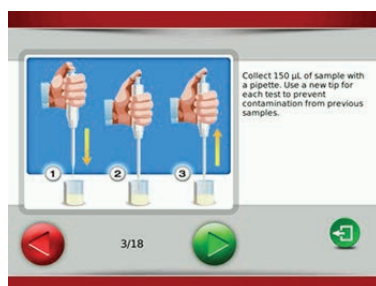 Collect 150 µL of sample with
a pipette. Use a new tip for
each test to prevent
contamination from previous
samples.
1 2 3
3/18